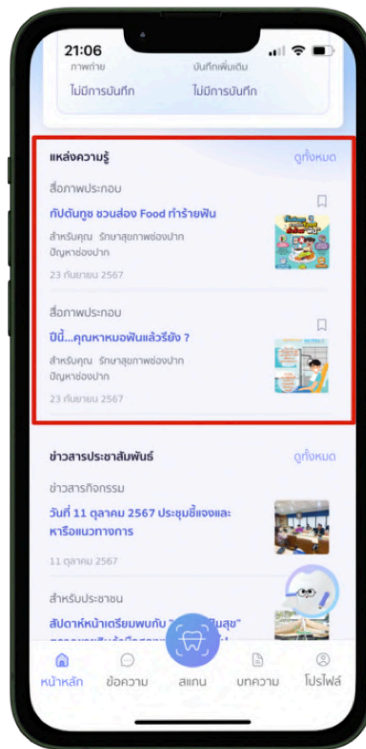 21:06
ภาพถ่าย
บันทึกเพิ่มเติม
ไม่มีการบันทึก
ไม่มีการบันทึก
แหล่งความรู้
ดูทั้งหมด
สื่อภาพประกอบ
กัปตันทูธ ชวนส่อง Food ทำร้ายฟัน
สำหรับคุณ รักษาสุขภาพช่องปาก
ปัญหาช่องปาก
23 กันยายน 2567
สื่อภาพประกอบ
ปีนี้...คุณหาหมอฟันแล้วรึยัง ?
สำหรับคุณ รักษาสุขภาพช่องปาก
ปัญหาช่องปาก
23 กันยายน 2567
ข่าวสารประชาสัมพันธ์
ดูทั้งหมด
ข่าวสารกิจกรรม
วันที่ 11 ตุลาคม 2567 ประชุมชี้แจงและ
หารือแนวทางการ
11 ตุลาคม 2567
สำหรับประชาชน
สัปดาห์หน้าเตรียมพบกับ
หน้าหลัก
ข้อความ
สแกน
บทความ
โปรไฟล์